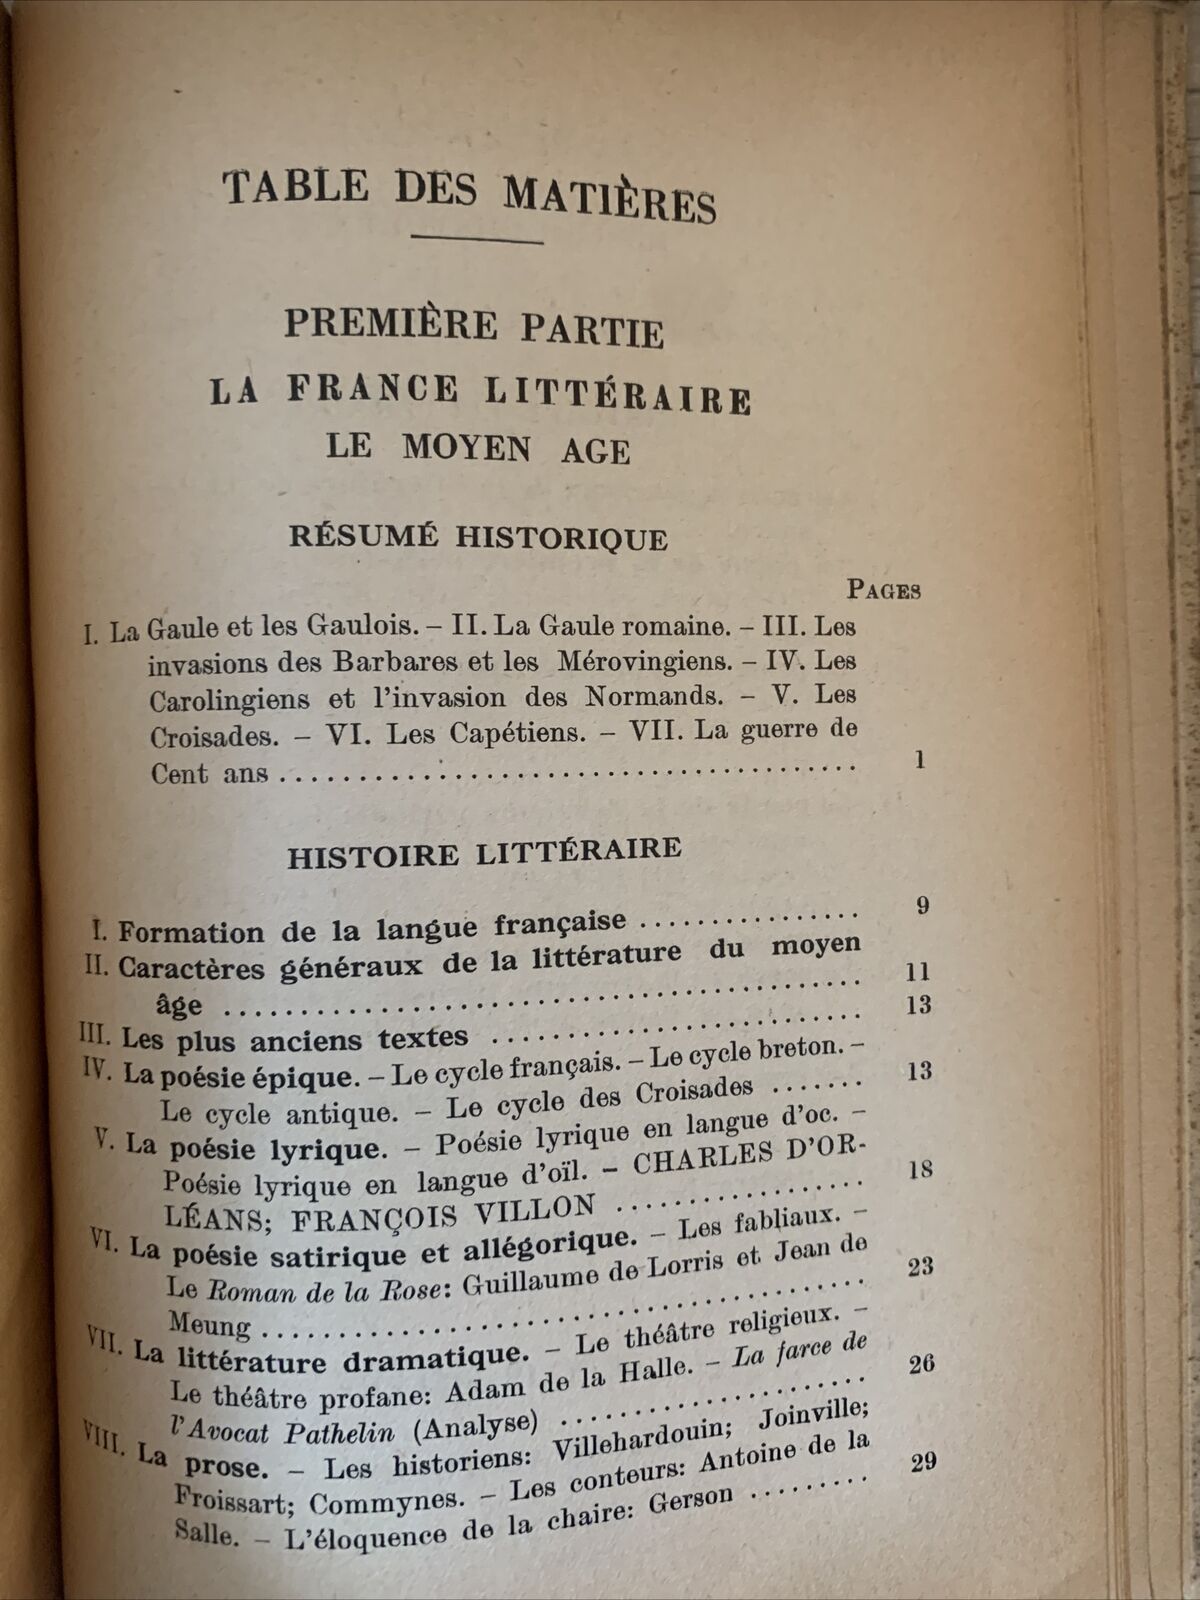 TABLE DES MATIÈRES
PREMIÈRE PARTIE
LA FRANCE LITTÉRAIRE
LE MOYEN AGE
RÉSUMÉ HISTORIQUE
PAGES
I. La Gaule et les Gaulois. – II. La Gaule romaine. – III. Les
invasions des Barbares et les Mérovingiens. – IV. Les
Carolingiens et l'invasion des Normands. – V. Les
Croisades. – VI. Les Capétiens. – VII. La guerre de
Cent ans ........................................ 1
HISTOIRE LITTÉRAIRE
I. Formation de la langue française ................ 9
II. Caractères généraux de la littérature du moyen
âge ........................................ 11
III. Les plus anciens textes .......................... 13
IV. La poésie épique. – Le cycle français. – Le cycle breton. –
Le cycle antique. – Le cycle des Croisades ....... 13
V. La poésie lyrique. – Poésie lyrique en langue d'oc. –
Poésie lyrique en langue d'oïl. – CHARLES D'OR-
LÉANS; FRANÇOIS VILLON .................. 18
VI. La poésie satirique et allégorique. – Les fabliaux. –
Le Roman de la Rose: Guillaume de Lorris et Jean de
Meung ........................................ 23
VII. La littérature dramatique. – Le théâtre religieux. –
Le théâtre profane: Adam de la Halle. – La farce de
l'Avocat Pathelin (Analyse) ..................... 26
VIII. La prose. – Les historiens: Villehardouin; Joinville;
Froissart; Commynes. – Les conteurs: Antoine de la
Salle. – L'éloquence de la chaire: Gerson ......... 29